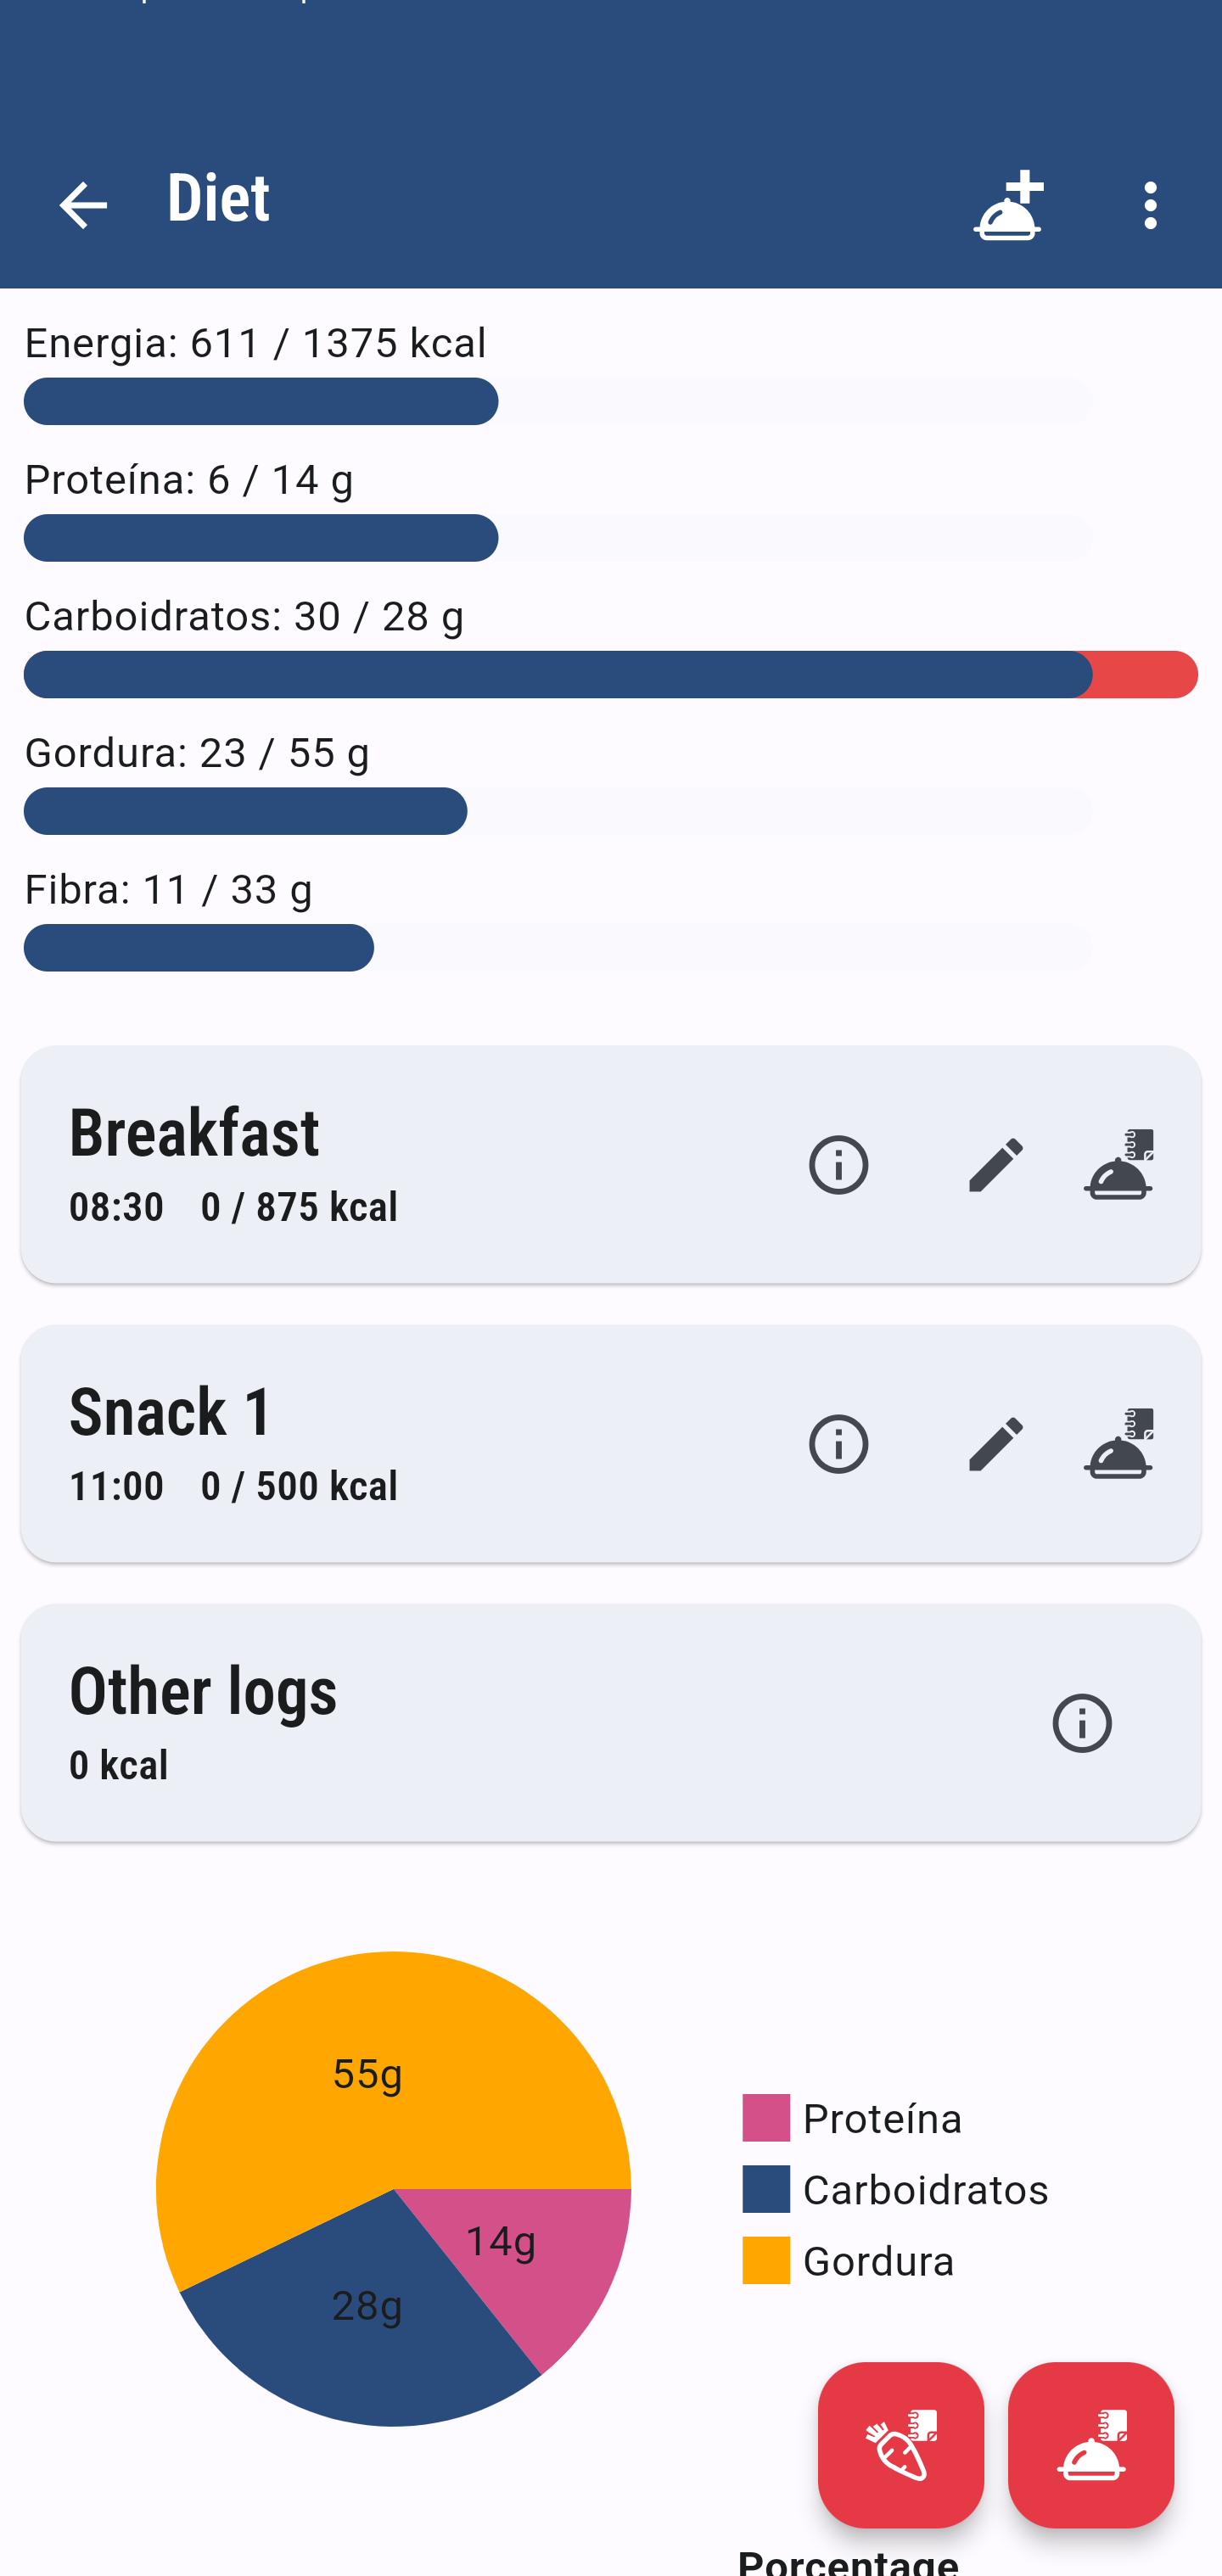 Diet
Energia: 611 / 1375 kcal
Proteína: 6 / 14 g
Carboidratos: 30 / 28 g
Gordura: 23 / 55 g
Fibra: 11 / 33 g
Breakfast
08:30 0 / 875 kcal
Snack 1
11:00 0 / 500 kcal
Other logs
0 kcal
55g
14g
28g
Proteína
Carboidratos
Gordura
Porcentage